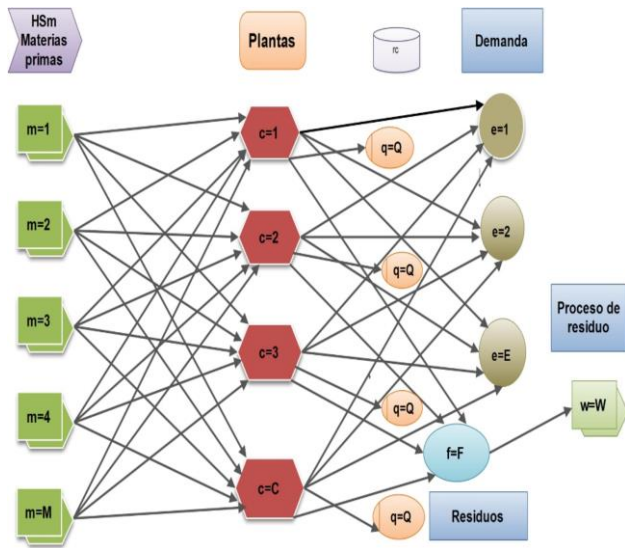 HSm
Materias
primas
Plantas
rc
Demanda
m=1
c=1
e=1
q=Q
m=2
c=2
e=2
q=Q
m=3
c=3
e=E
Proceso de
residuo
q=Q
w=W
m=4
f=F
m=M
c=C
q=Q
Residuos